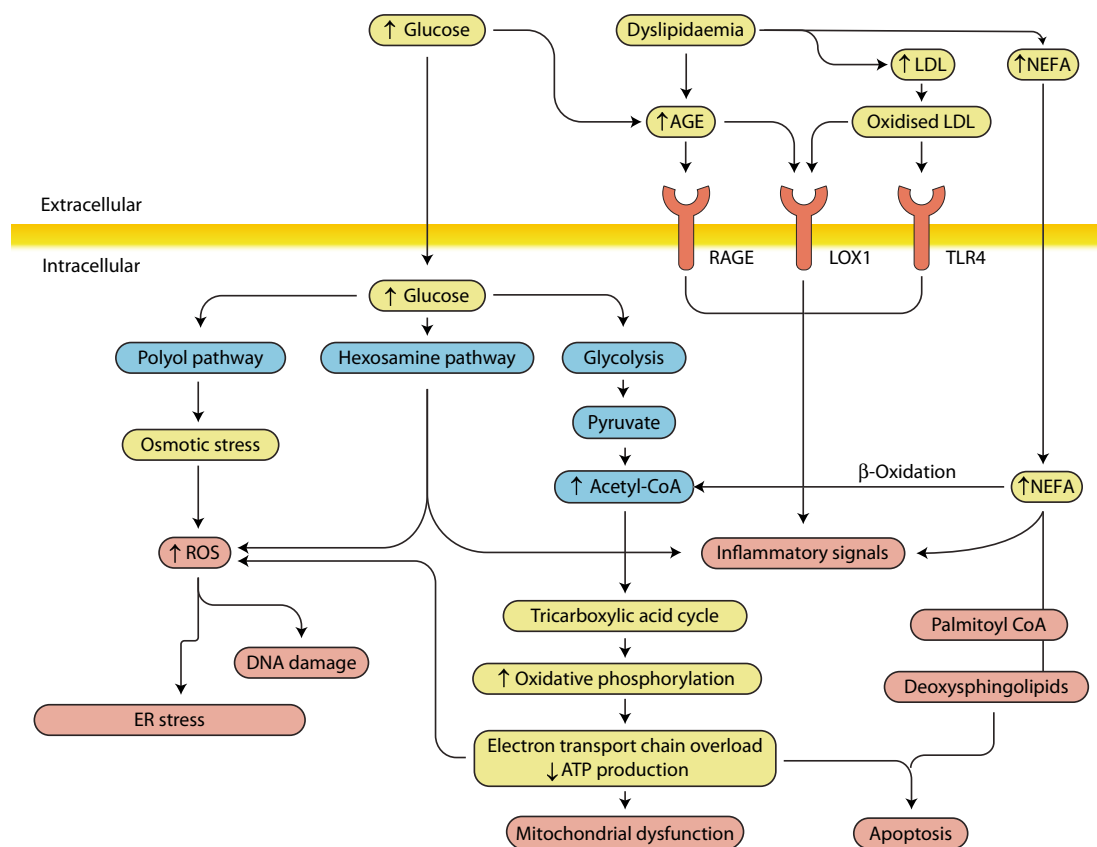 ↑ Glucose
Dyslipidaemia
↑ LDL
↑NEFA
↑AGE
Oxidised LDL
Extracellular
Intracellular
RAGE
LOX1
TLR4
↑ Glucose
Polyol pathway
Hexosamine pathway
Glycolysis
Pyruvate
Osmotic stress
β-Oxidation
↑ Acetyl-CoA
↑NEFA
↑ ROS
Inflammatory signals
Tricarboxylic acid cycle
Palmitoyl CoA
DNA damage
↑ Oxidative phosphorylation
Deoxysphingolipids
ER stress
Electron transport chain overload
↓ATP production
Mitochondrial dysfunction
Apoptosis